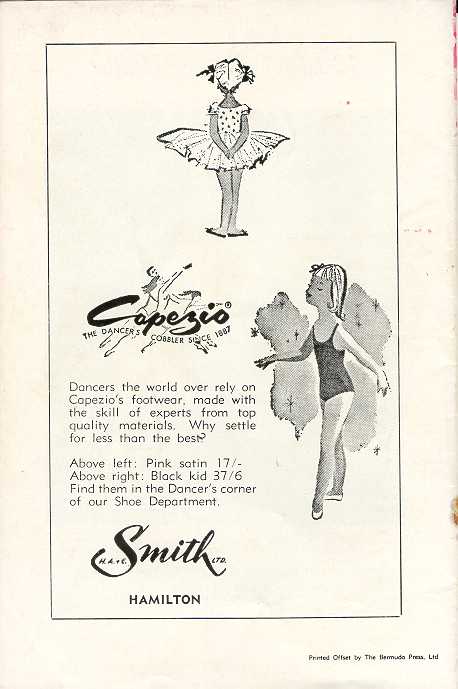 Capezio®
THE DANCER'S COBBLER SINCE 1887
Dancers the world over rely on
Capezio's footwear, made with
the skill of experts from top
quality materials. Why settle
for less than the best?
Above left: Pink satin 17/-
Above right: Black kid 37/6
Find them in the Dancer's corner
of our Shoe Department.
H. A. & E. Smith LTD.
HAMILTON
Printed Offset by The Bermuda Press, Ltd